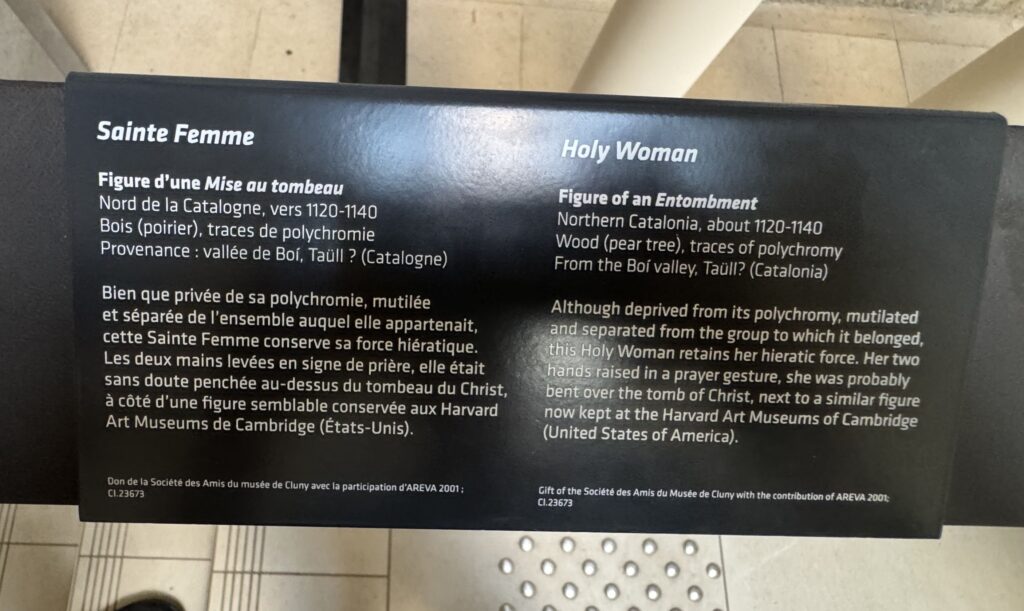 Sainte Femme
Figure d'une Mise au tombeau
Nord de la Catalogne, vers 1120-1140
Bois (poirier), traces de polychromie
Provenance : vallée de Boí, Taüll ? (Catalogne)
Bien que privée de sa polychromie, mutilée
et séparée de l'ensemble auquel elle appartenait,
cette Sainte Femme conserve sa force hiératique.
Les deux mains levées en signe de prière, elle était
sans doute penchée au-dessus du tombeau du Christ,
à côté d'une figure semblable conservée aux Harvard
Art Museums de Cambridge (États-Unis).
Don de la Société des Amis du musée de Cluny avec la participation d'AREVA 2001 ;
Cl.23673
Holy Woman
Figure of an Entombment
Northern Catalonia, about 1120-1140
Wood (pear tree), traces of polychromy
From the Boí valley, Taüll? (Catalonia)
Although deprived from its polychromy, mutilated
and separated from the group to which it belonged,
this Holy Woman retains her hieratic force. Her two
hands raised in a prayer gesture, she was probably
bent over the tomb of Christ, next to a similar figure
now kept at the Harvard Art Museums of Cambridge
(United States of America).
Gift of the Société des Amis du Musée de Cluny with the contribution of AREVA 2001;
Cl.23673